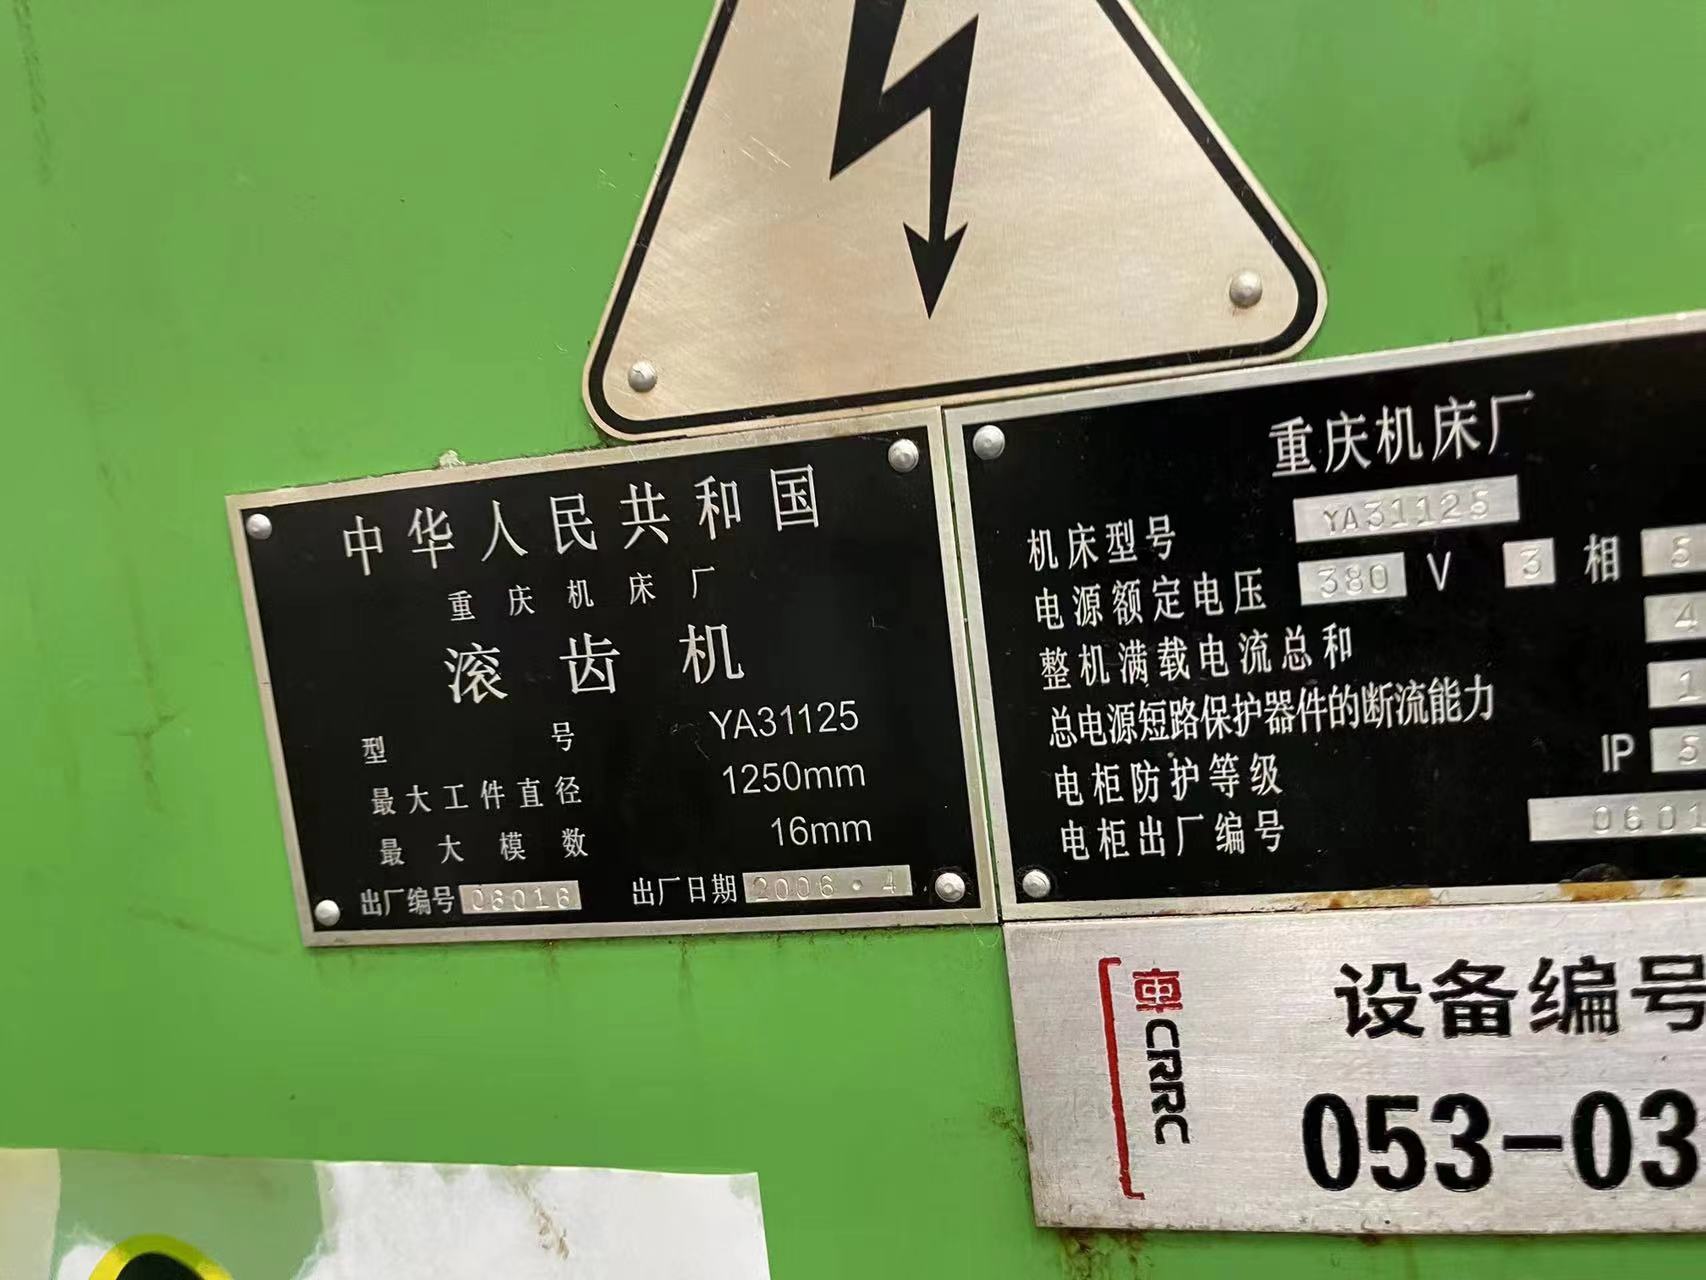 中华人民共和国
重庆机床厂
滚齿机
型号 YA31125
最大工件直径 1250mm
最大模数 16mm
出厂编号 06016 出厂日期 2006·4
重庆机床厂
机床型号 YA31125
电源额定电压 380 V 3 相 5
整机满载电流总和 4
总电源短路保护器件的断流能力 1
电柜防护等级 IP 5
电柜出厂编号 0601
CRRC
设备编号
053-03